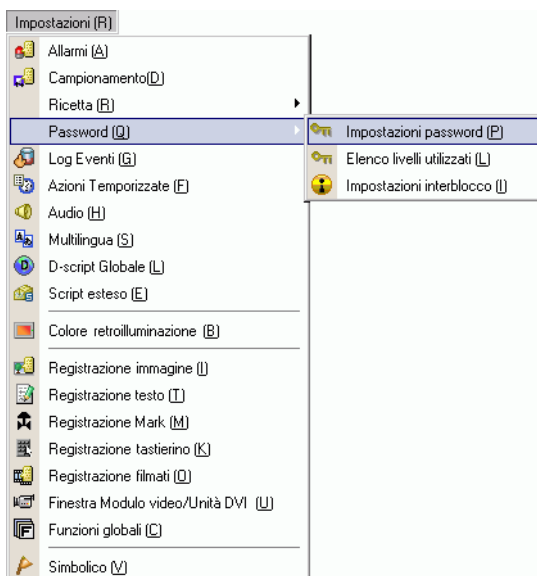 Impostazioni (R)
Allarmi (A)
Campionamento(D)
Ricetta (R)
Password (Q)
Impostazioni password (P)
Log Eventi (G)
Elenco livelli utilizzati (L)
Azioni Temporizzate (F)
Impostazioni interblocco (I)
Audio (H)
Multilingua (S)
D-script Globale (L)
Script esteso (E)
Colore retroilluminazione (B)
Registrazione immagine (I)
Registrazione testo (T)
Registrazione Mark (M)
Registrazione tastierino (K)
Registrazione filmati (O)
Finestra Modulo video/Unità DVI (U)
Funzioni globali (C)
Simbolico (V)